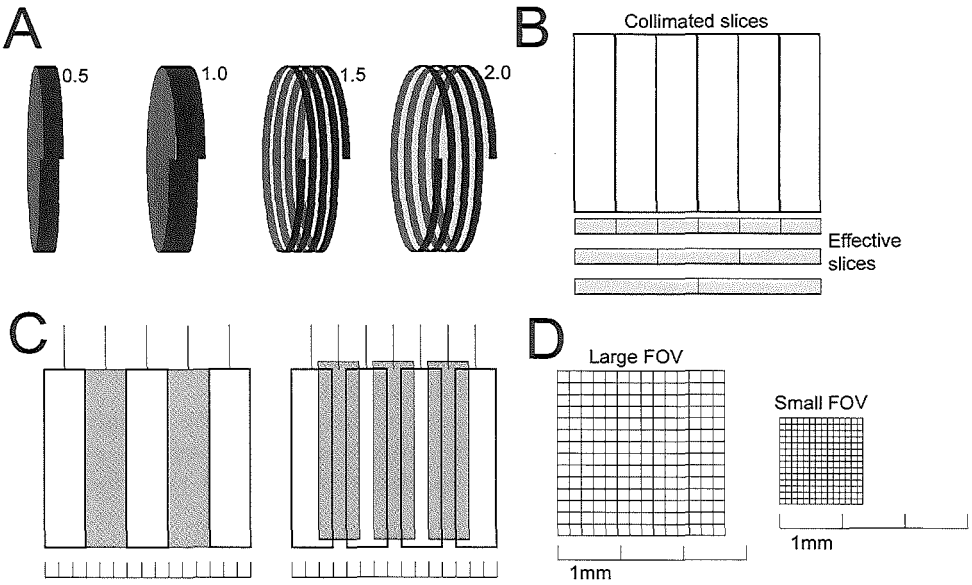 A
0.5
1.0
1.5
2.0
B
Collimated slices
Effective
slices
C
D
Large FOV
1mm
Small FOV
1mm